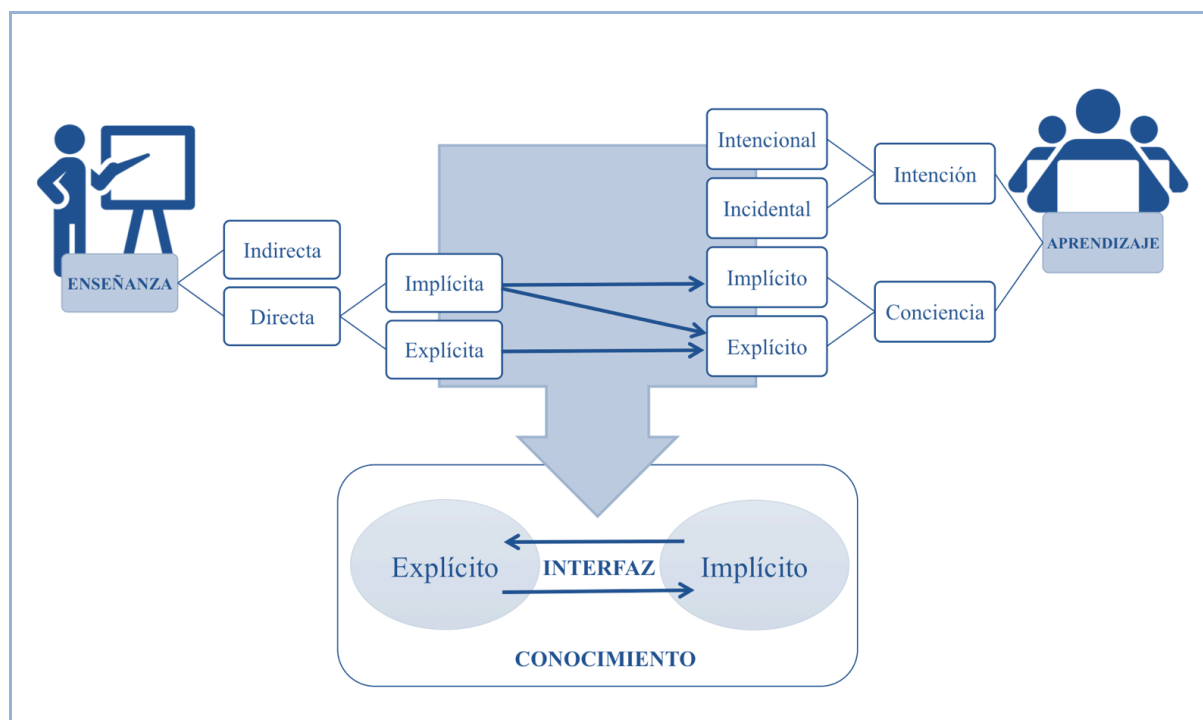 ENSEÑANZA
Indirecta
Directa
Implícita
Explícita
Intencional
Incidental
Implícito
Explícito
Intención
Conciencia
APRENDIZAJE
Explícito
INTERFAZ
Implícito
CONOCIMIENTO